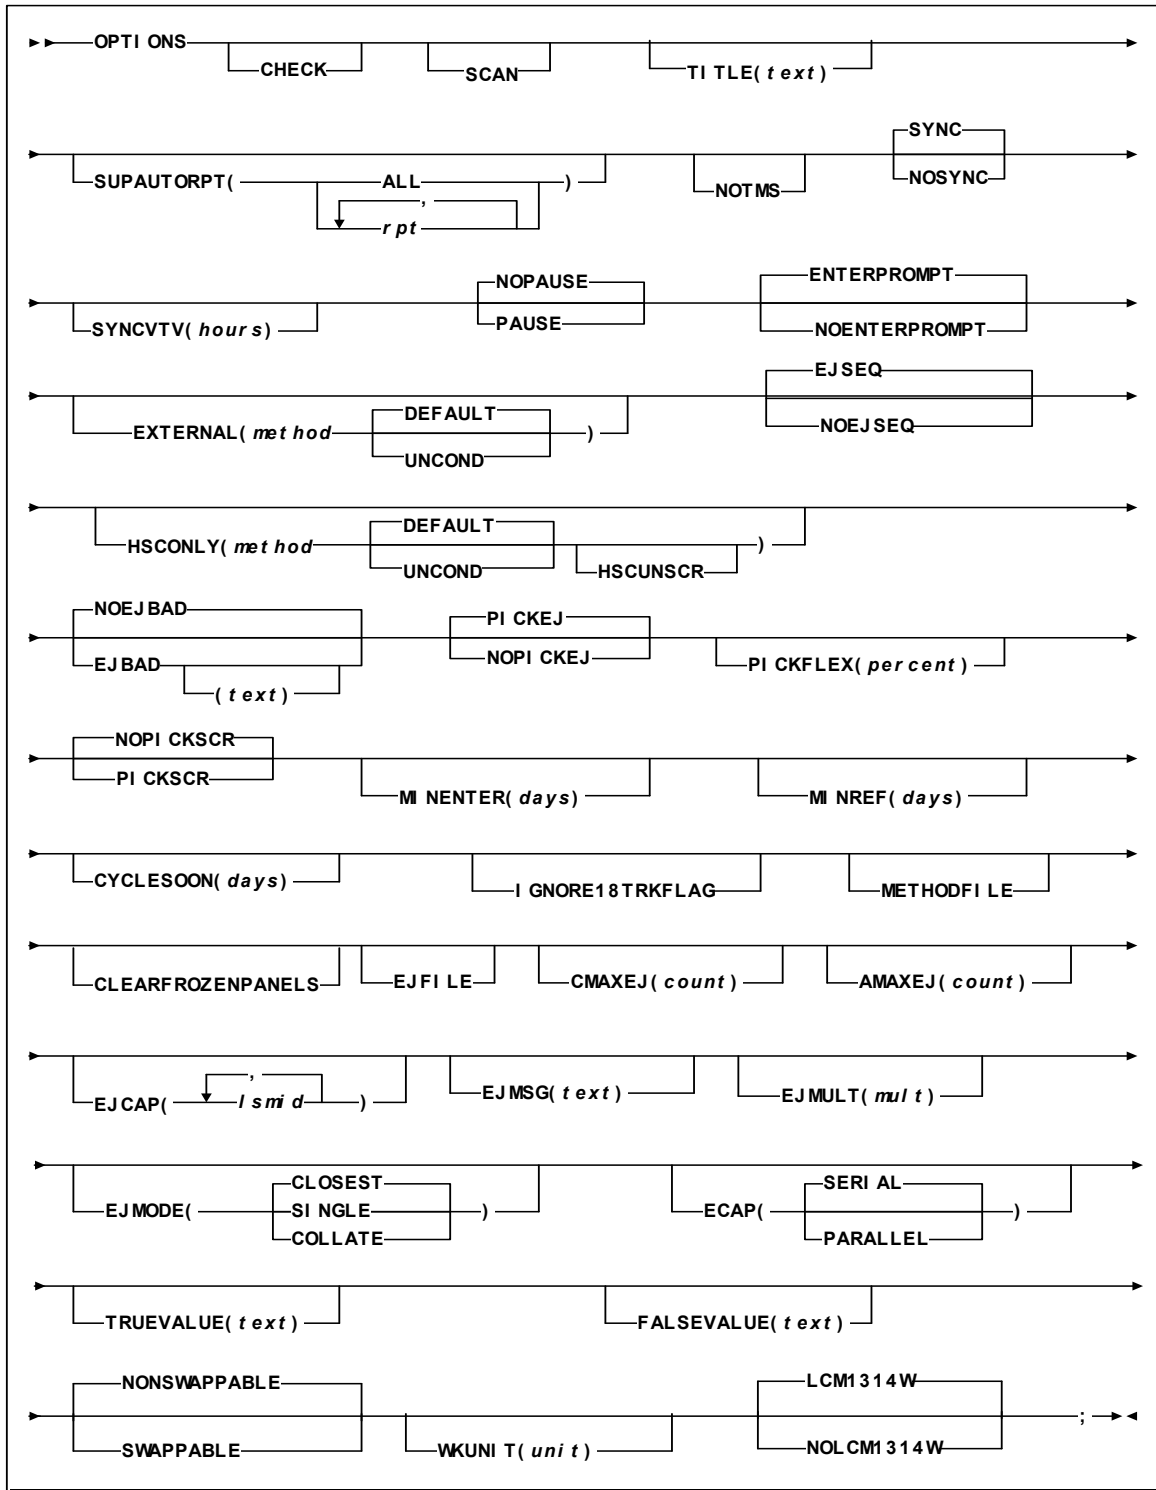 OPTIONS
CHECK SCAN TITLE(text)
SYNC
SUPAUTORPT( ALL ) NOTMS NOSYNC
,
rpt
NOPAUSE ENTERPROMPT
SYNCVTV(hours) PAUSE NOENTERPROMPT
DEFAULT EJSEQ
EXTERNAL(method ) NOEJSEQ
UNCOND
DEFAULT
HSCONLY(method )
UNCOND HSCUNSCR
NOEJBAD PICKEJ
EJBAD NOPICKEJ PICKFLEX(percent)
(text)
NOPICKSCR
PICKSCR MINENTER(days) MINREF(days)
CYCLESOON(days) IGNORE18TRKFLAG METHODFILE
CLEARFROZENPANELS EJFILE CMAXEJ(count) AMAXEJ(count)
,
EJCAP( lsmid ) EJMSG(text) EJMULT(mult)
CLOSEST SERIAL
EJMODE( SINGLE ) ECAP( )
COLLATE PARALLEL
TRUEVALUE(text) FALSEVALUE(text)
NONSWAPPABLE LCM1314W
;
SWAPPABLE WKUNIT(unit) NOLCM1314W